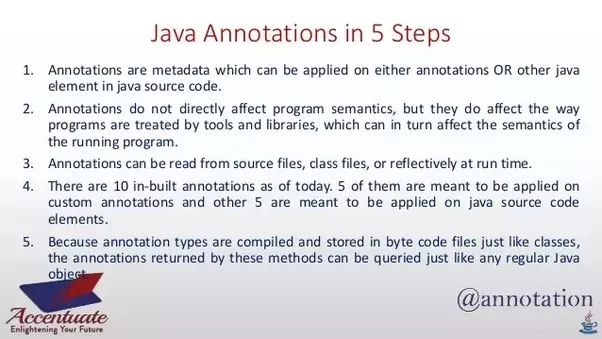 Java Annotations in 5 Steps
1. Annotations are metadata which can be applied on either annotations OR other java
element in java source code.
2. Annotations do not directly affect program semantics, but they do affect the way
programs are treated by tools and libraries, which can in turn affect the semantics of
the running program.
3. Annotations can be read from source files, class files, or reflectively at run time.
4. There are 10 in-built annotations as of today. 5 of them are meant to be applied on
custom annotations and other 5 are meant to be applied on java source code
elements.
5. Because annotation types are compiled and stored in byte code files just like classes,
the annotations returned by these methods can be queried just like any regular Java
object.
@annotation
Accentuate
Enlightening Your Future